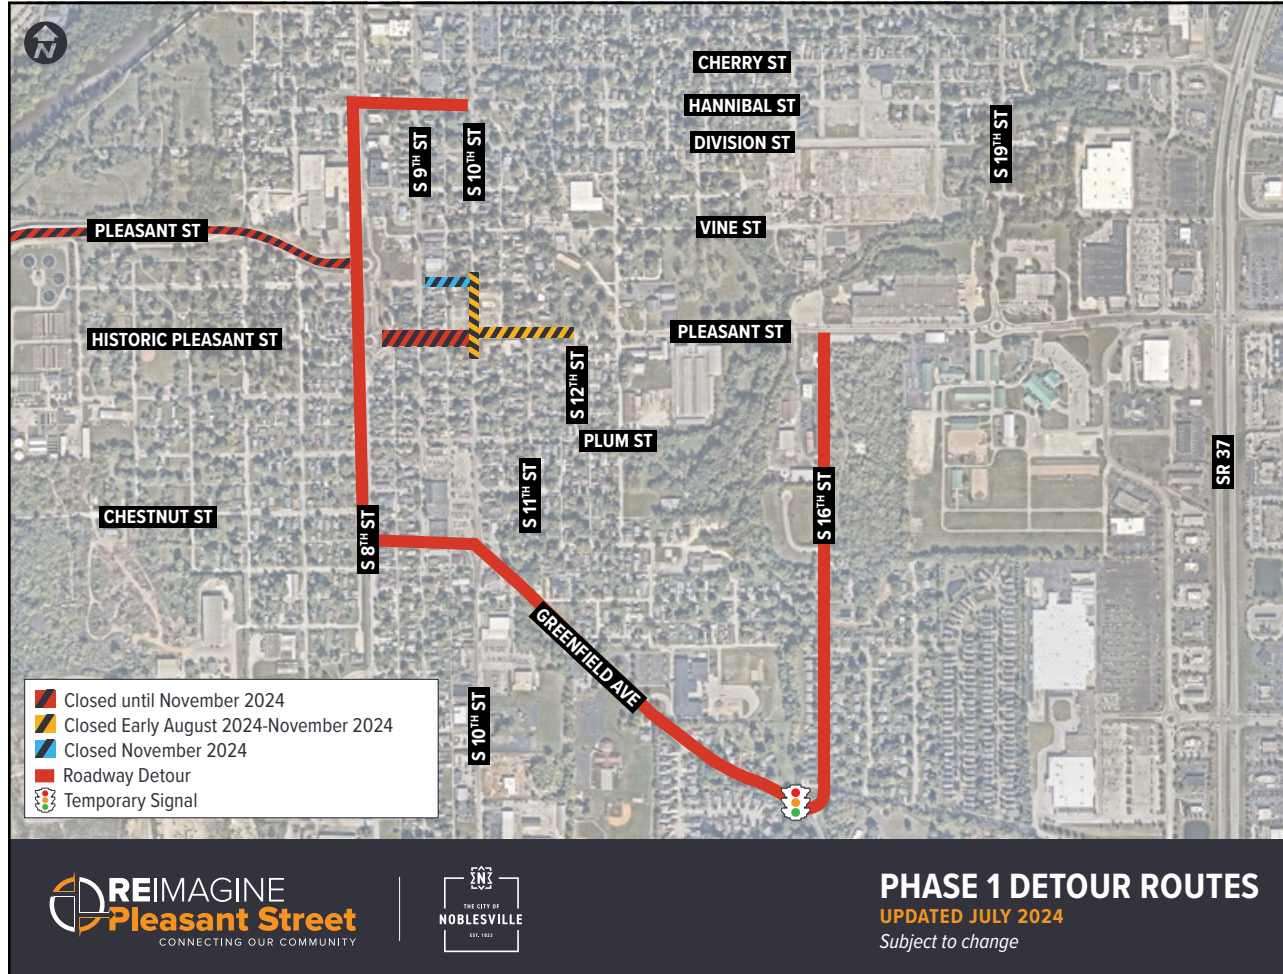 N
CHERRY ST
HANNIBAL ST
DIVISION ST
S 9TH ST
S 10TH ST
S 19TH ST
PLEASANT ST
VINE ST
HISTORIC PLEASANT ST
PLEASANT ST
S 12TH ST
PLUM ST
SR 37
S 11TH ST
S 16TH ST
CHESTNUT ST
S 8TH ST
GREENFIELD AVE
S 10TH ST
Closed until November 2024
Closed Early August 2024-November 2024
Closed November 2024
Roadway Detour
Temporary Signal
REIMAGINE
Pleasant Street
CONNECTING OUR COMMUNITY
N
THE CITY OF
NOBLESVILLE
EST. 1823
PHASE 1 DETOUR ROUTES
UPDATED JULY 2024
Subject to change